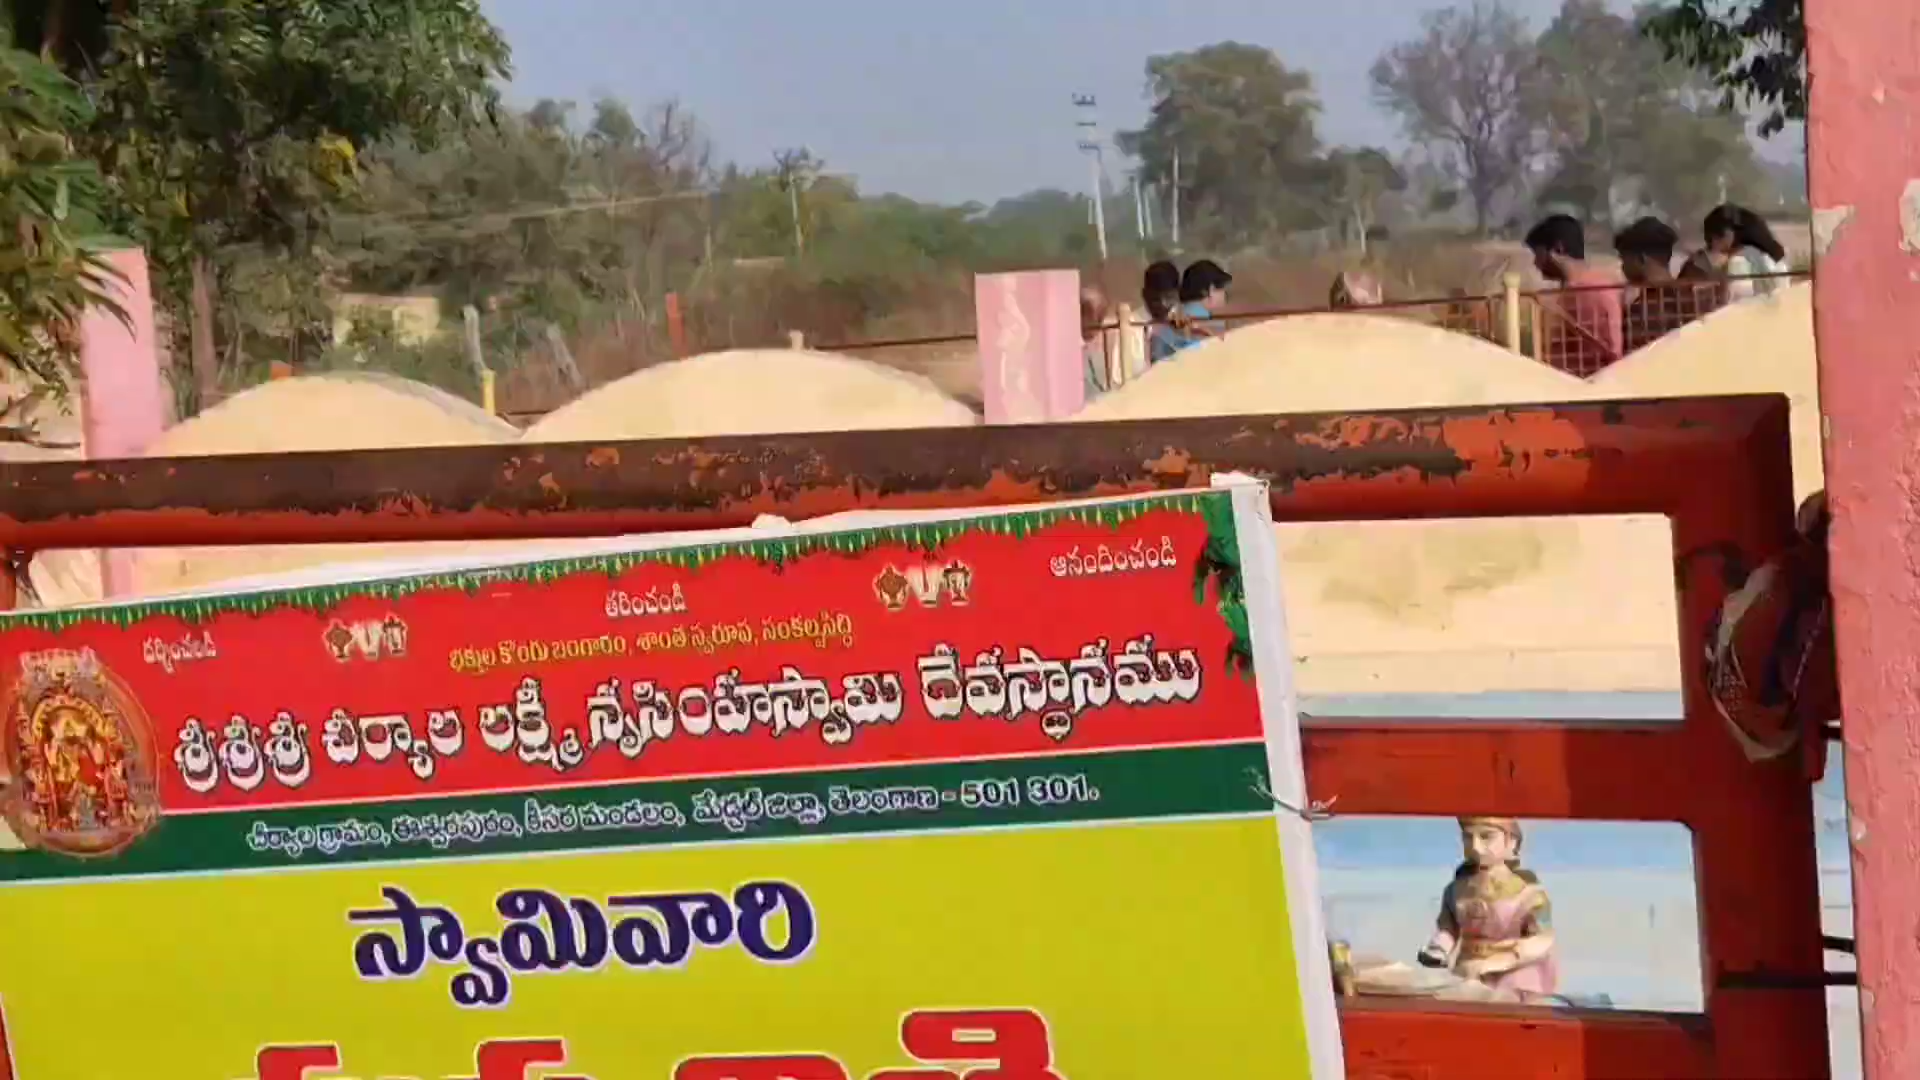 దర్శించండి తరించండి ఆనందించండి
భక్తుల కొంగు బంగారం, శాంత స్వరూప, సంకల్పసిద్ధి
శ్రీశ్రీశ్రీ చీర్యాల లక్ష్మీ నృసింహస్వామి దేవస్థానము
చీర్యాల గ్రామం, ఈశ్వరపురం, కీసర మండలం, మేడ్చల్ జిల్లా, తెలంగాణ - 501 301.
స్వామివారి